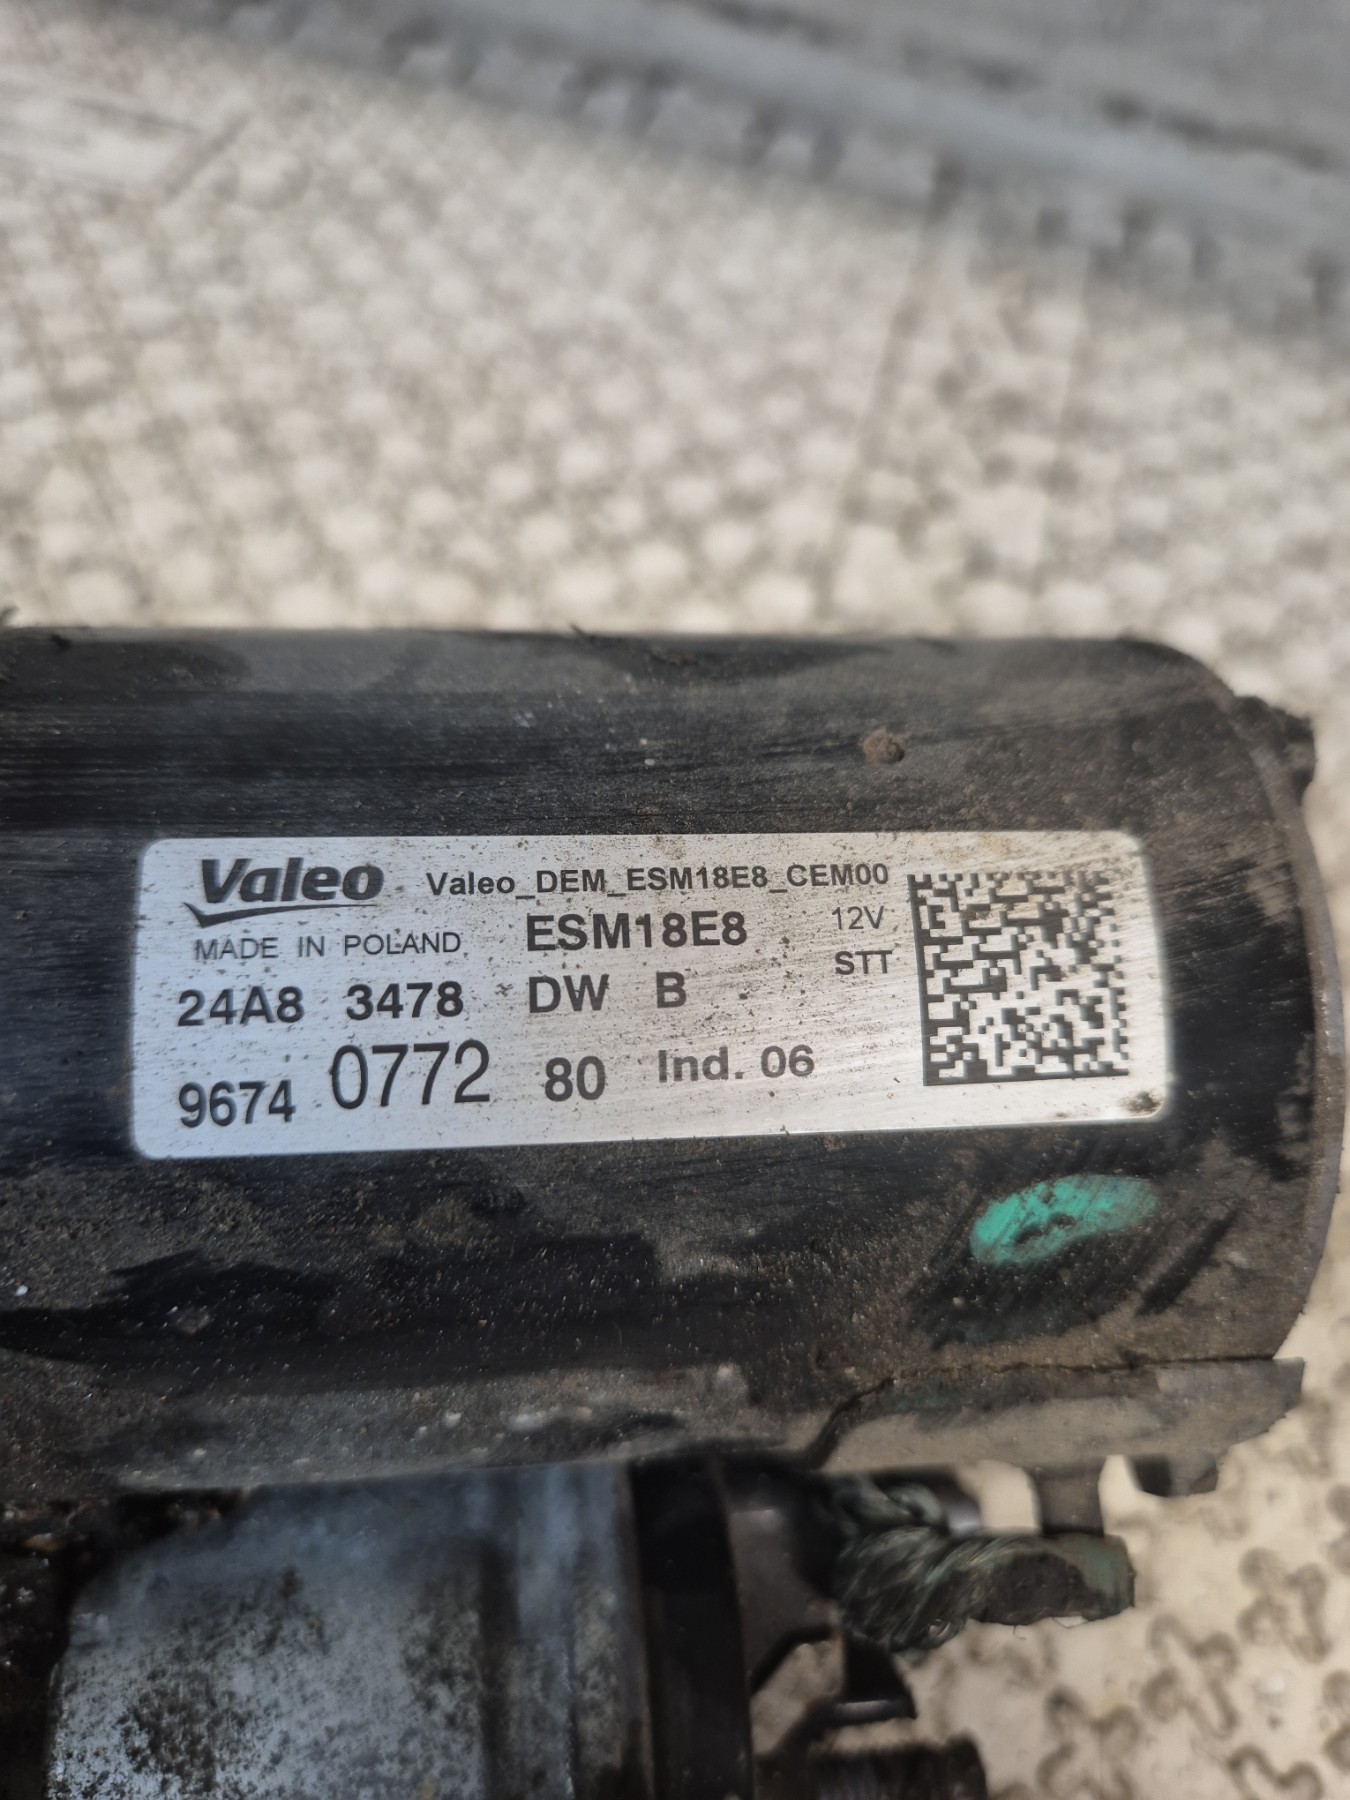 Valeo Valeo_DEM_ESM18E8_CEM00
MADE IN POLAND ESM18E8 12V
24A8 3478 DW B STT
9674 0772 80 Ind. 06